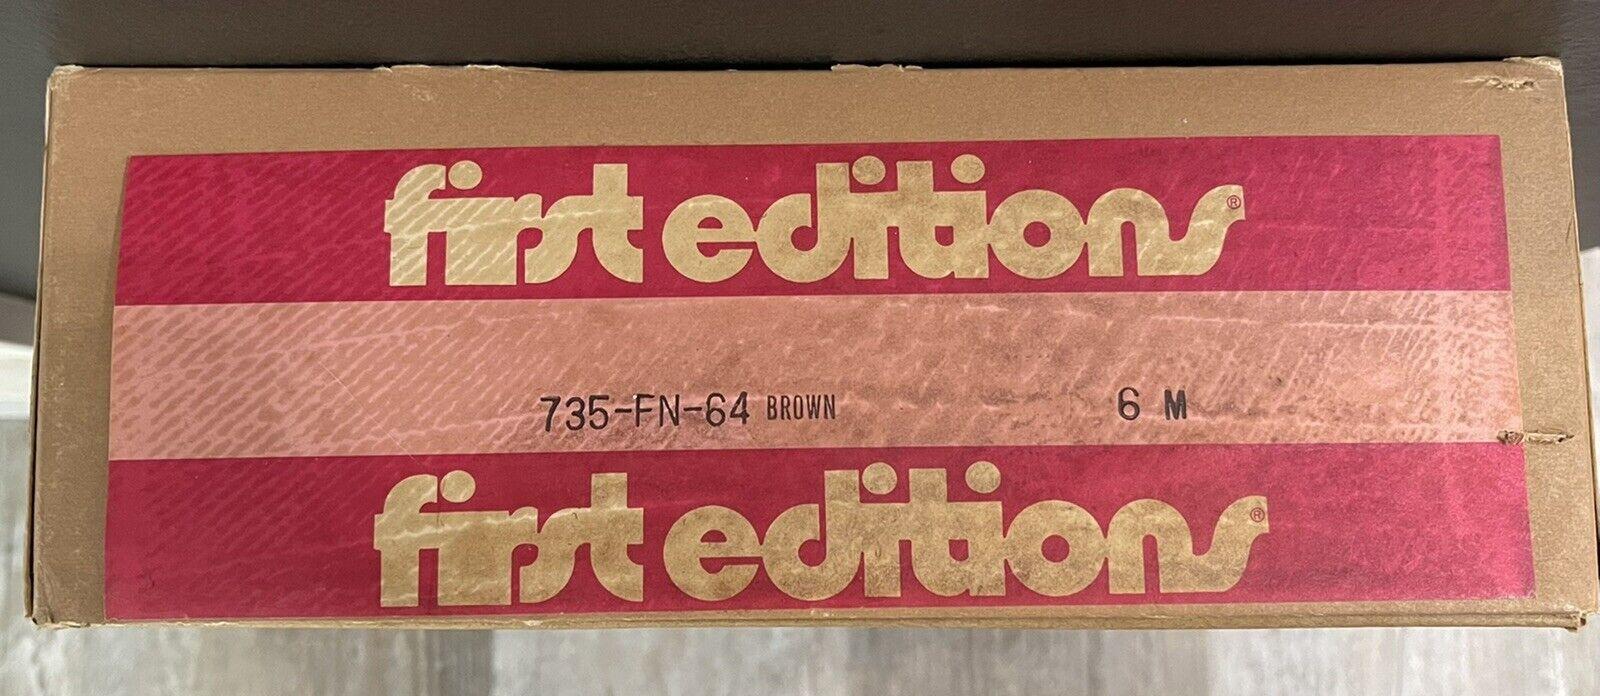 first editions®
735-FN-64 BROWN 6 M
first editions®